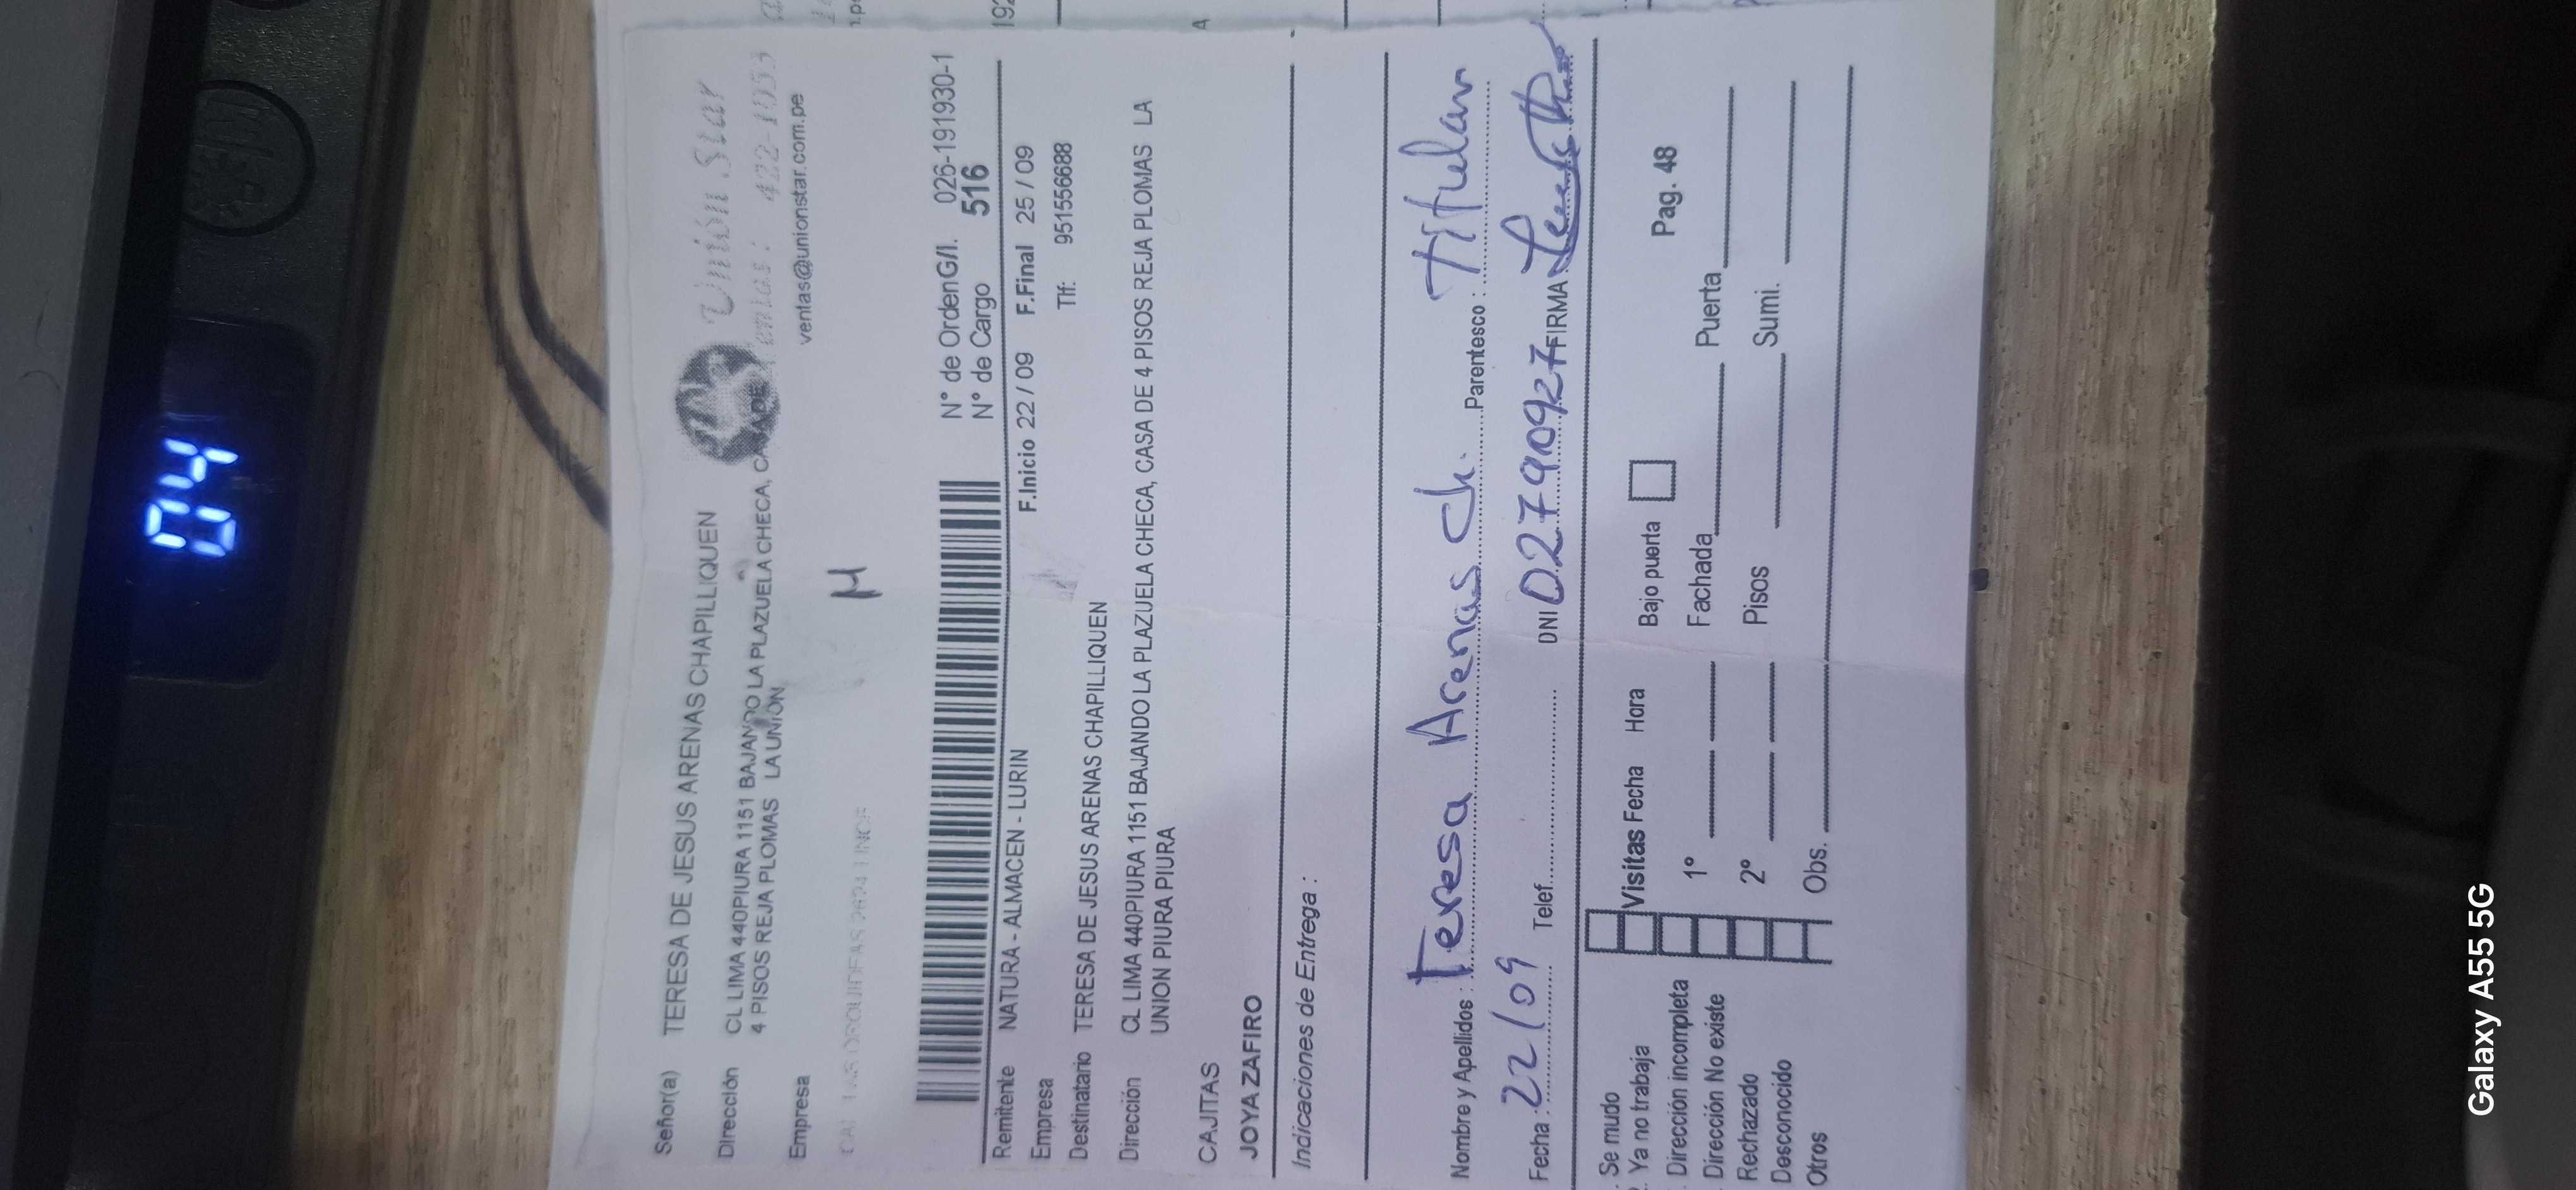 Unión Star
Señor(a) TERESA DE JESUS ARENAS CHAPILLIQUEN
Dirección CL LIMA 440PIURA 1151 BAJANDO LA PLAZUELA CHECA, CASA DE
4 PISOS REJA PLOMAS LA UNIÓN
ventas@unionstar.com.pe
Empresa
N° de OrdenG/I. 026-191930-1
N° de Cargo 516
Remitente NATURA - ALMACEN - LURIN
F.Inicio 22 / 09 F.Final 25 / 09
Empresa
Tlf: 951556688
Destinatario TERESA DE JESUS ARENAS CHAPILLIQUEN
Dirección CL LIMA 440PIURA 1151 BAJANDO LA PLAZUELA CHECA, CASA DE 4 PISOS REJA PLOMAS LA
UNION PIURA PIURA
CAJITAS
JOYA ZAFIRO
Indicaciones de Entrega :
Nombre y Apellidos : Teresa Arenas Ch. Parentesco : Titular
Fecha : 22/09 Telef. DNI 02790927 FIRMA
Se mudo
Ya no trabaja
Dirección incompleta
Dirección No existe
Rechazado
Desconocido
Otros
Visitas Fecha Hora
1°
2°
Obs.
Bajo puerta
Pag. 48
Fachada Puerta
Pisos Sumi.
04
Galaxy A55 5G